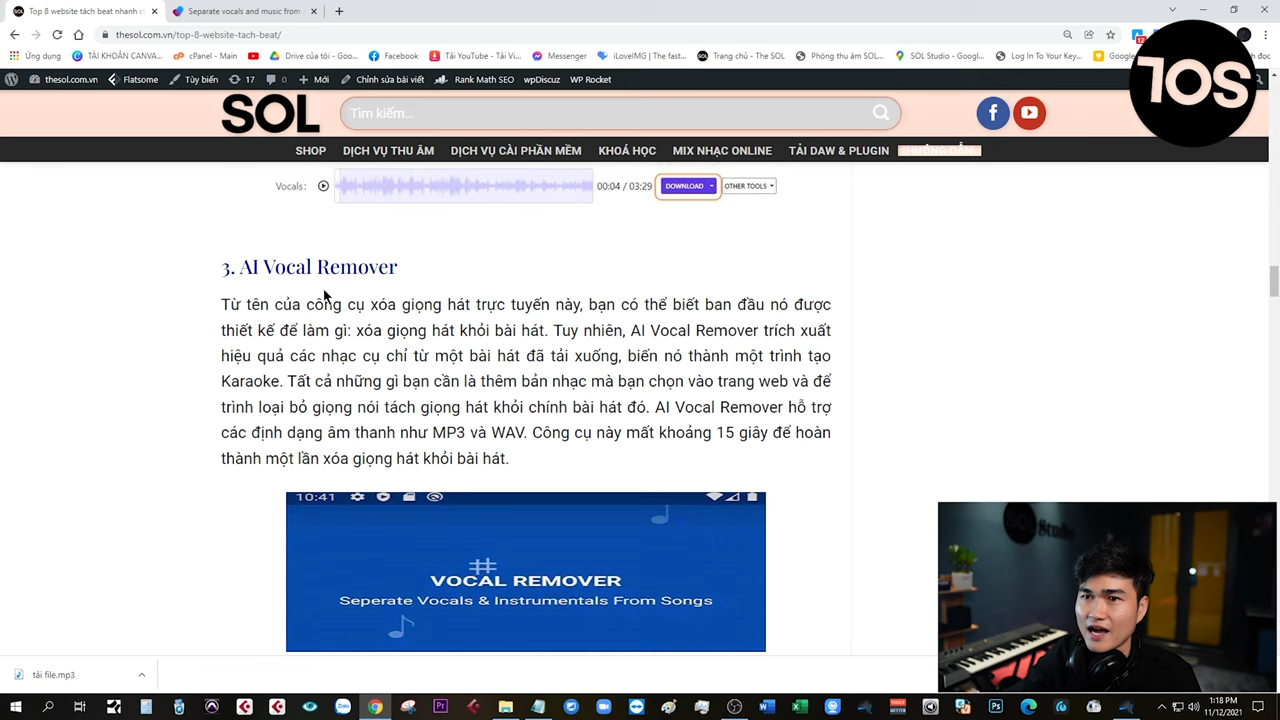 Top 8 website tách beat nhanh c
Separate vocals and music from
thesol.com.vn/top-8-website-tach-beat/
Ứng dụng
TÀI KHOẢN CANVA...
cPanel - Main
Drive của tôi - Goo...
Facebook
Tải YouTube - Tải Vi...
Messenger
iLoveIMG | The fast...
Trang chủ - The SOL
Phòng thu âm SOL...
SOL Studio - Googl...
Log In To Your Key...
Googl
thesol.com.vn
Flatsome
Tùy biến
17
0
Mới
Chỉnh sửa bài viết
Rank Math SEO
wpDiscuz
WP Rocket
SOL
Tìm kiếm...
SHOP
DỊCH VỤ THU ÂM
DỊCH VỤ CÀI PHẦN MỀM
KHOÁ HỌC
MIX NHẠC ONLINE
TẢI DAW & PLUGIN
HƯỚNG DẪN
Vocals:
00:04 / 03:29
DOWNLOAD
OTHER TOOLS
3. AI Vocal Remover
Từ tên của công cụ xóa giọng hát trực tuyến này, bạn có thể biết ban đầu nó được
thiết kế để làm gì: xóa giọng hát khỏi bài hát. Tuy nhiên, AI Vocal Remover trích xuất
hiệu quả các nhạc cụ chỉ từ một bài hát đã tải xuống, biến nó thành một trình tạo
Karaoke. Tất cả những gì bạn cần là thêm bản nhạc mà bạn chọn vào trang web và để
trình loại bỏ giọng nói tách giọng hát khỏi chính bài hát đó. AI Vocal Remover hỗ trợ
các định dạng âm thanh như MP3 và WAV. Công cụ này mất khoảng 15 giây để hoàn
thành một lần xóa giọng hát khỏi bài hát.
10:41
VOCAL REMOVER
Seperate Vocals & Instrumentals From Songs
SOL Studio
tải file.mp3
1:18 PM
11/12/2021